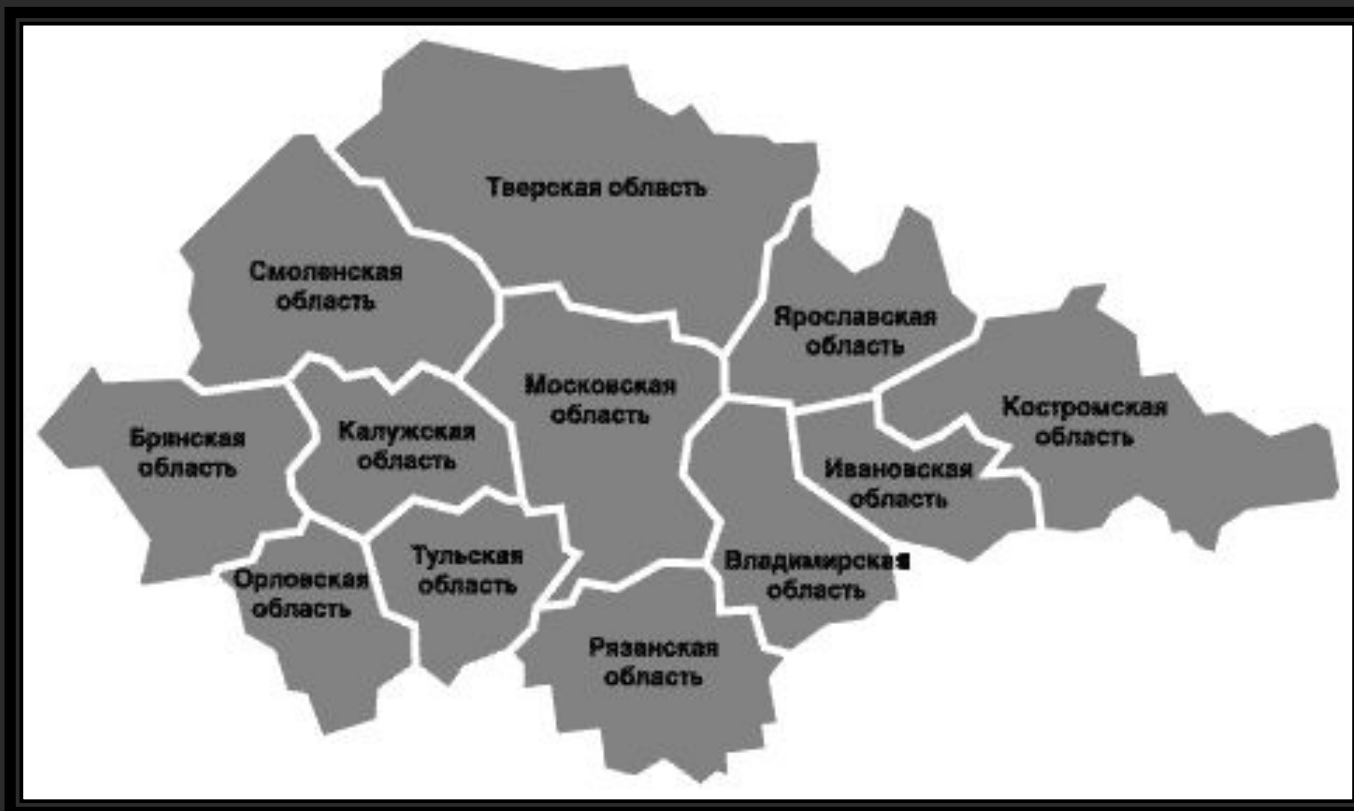 Тверская область
Смоленская
область
Ярославская
область
Московская
область
Костромская
область
Брянская
область
Калужская
область
Ивановская
область
Тульская
область
Владимирская
область
Орловская
область
Рязанская
область